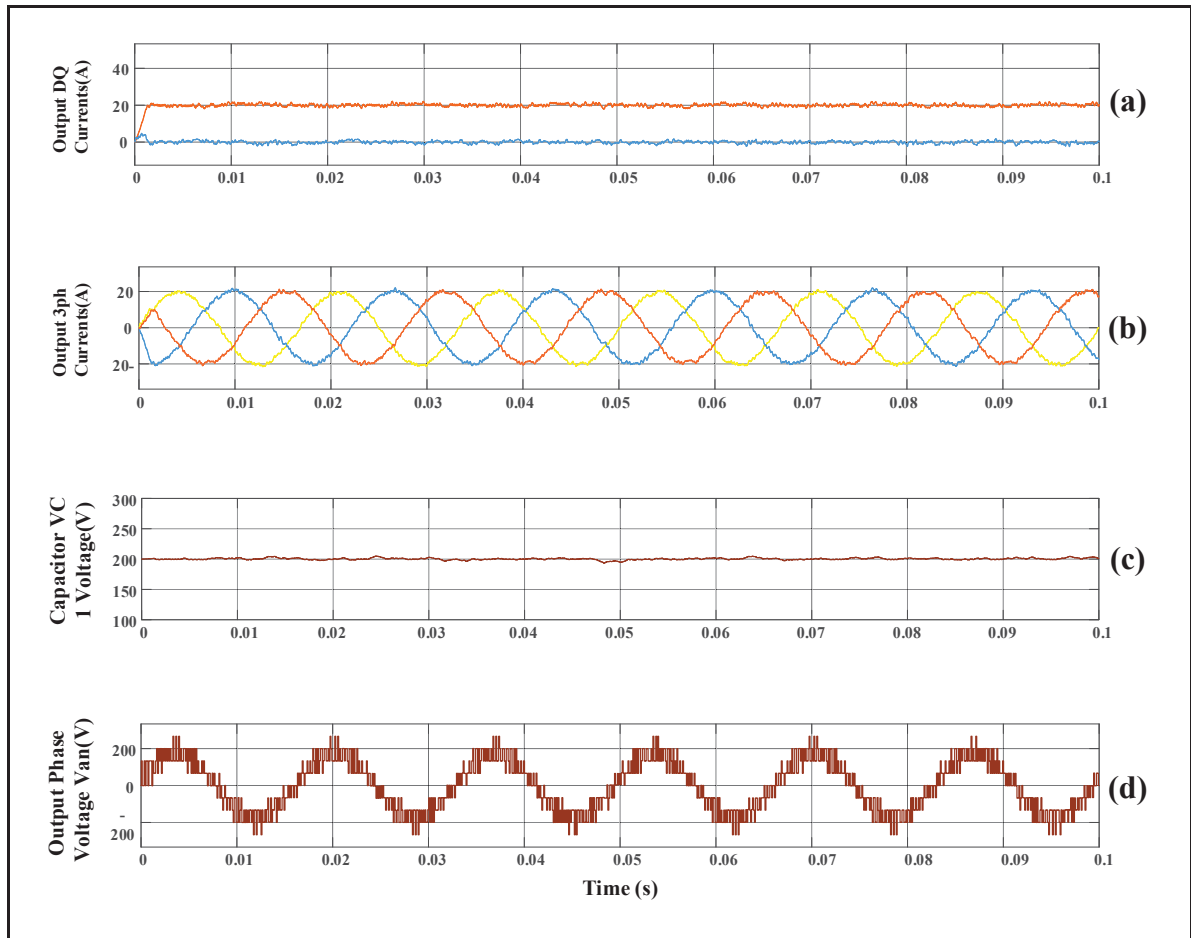 Output DQ
Currents(A)
40
20
0
0 0.01 0.02 0.03 0.04 0.05 0.06 0.07 0.08 0.09 0.1
(a)
Output 3ph
Currents(A)
20
0
20-
0 0.01 0.02 0.03 0.04 0.05 0.06 0.07 0.08 0.09 0.1
(b)
Capacitor VC
1 Voltage(V)
300
250
200
150
100
0 0.01 0.02 0.03 0.04 0.05 0.06 0.07 0.08 0.09 0.1
(c)
Output Phase
Voltage Van(V)
200
0
-
200
0 0.01 0.02 0.03 0.04 0.05 0.06 0.07 0.08 0.09 0.1
(d)
Time (s)